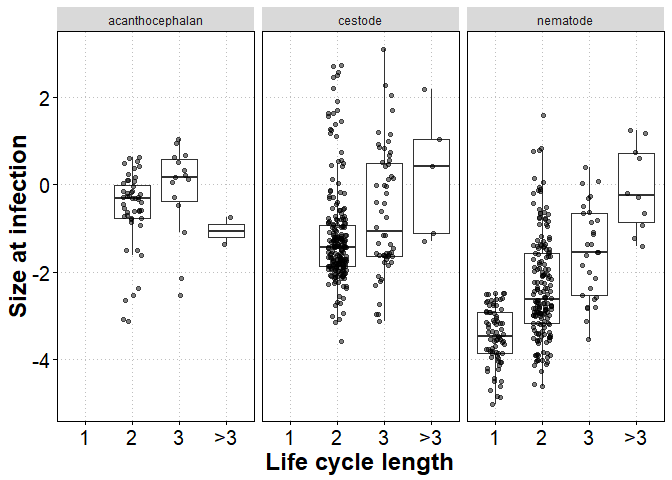 acanthocephalan cestode nematode
Size at infection
2
0
-2
-4
1 2 3 >3 1 2 3 >3 1 2 3 >3
Life cycle length